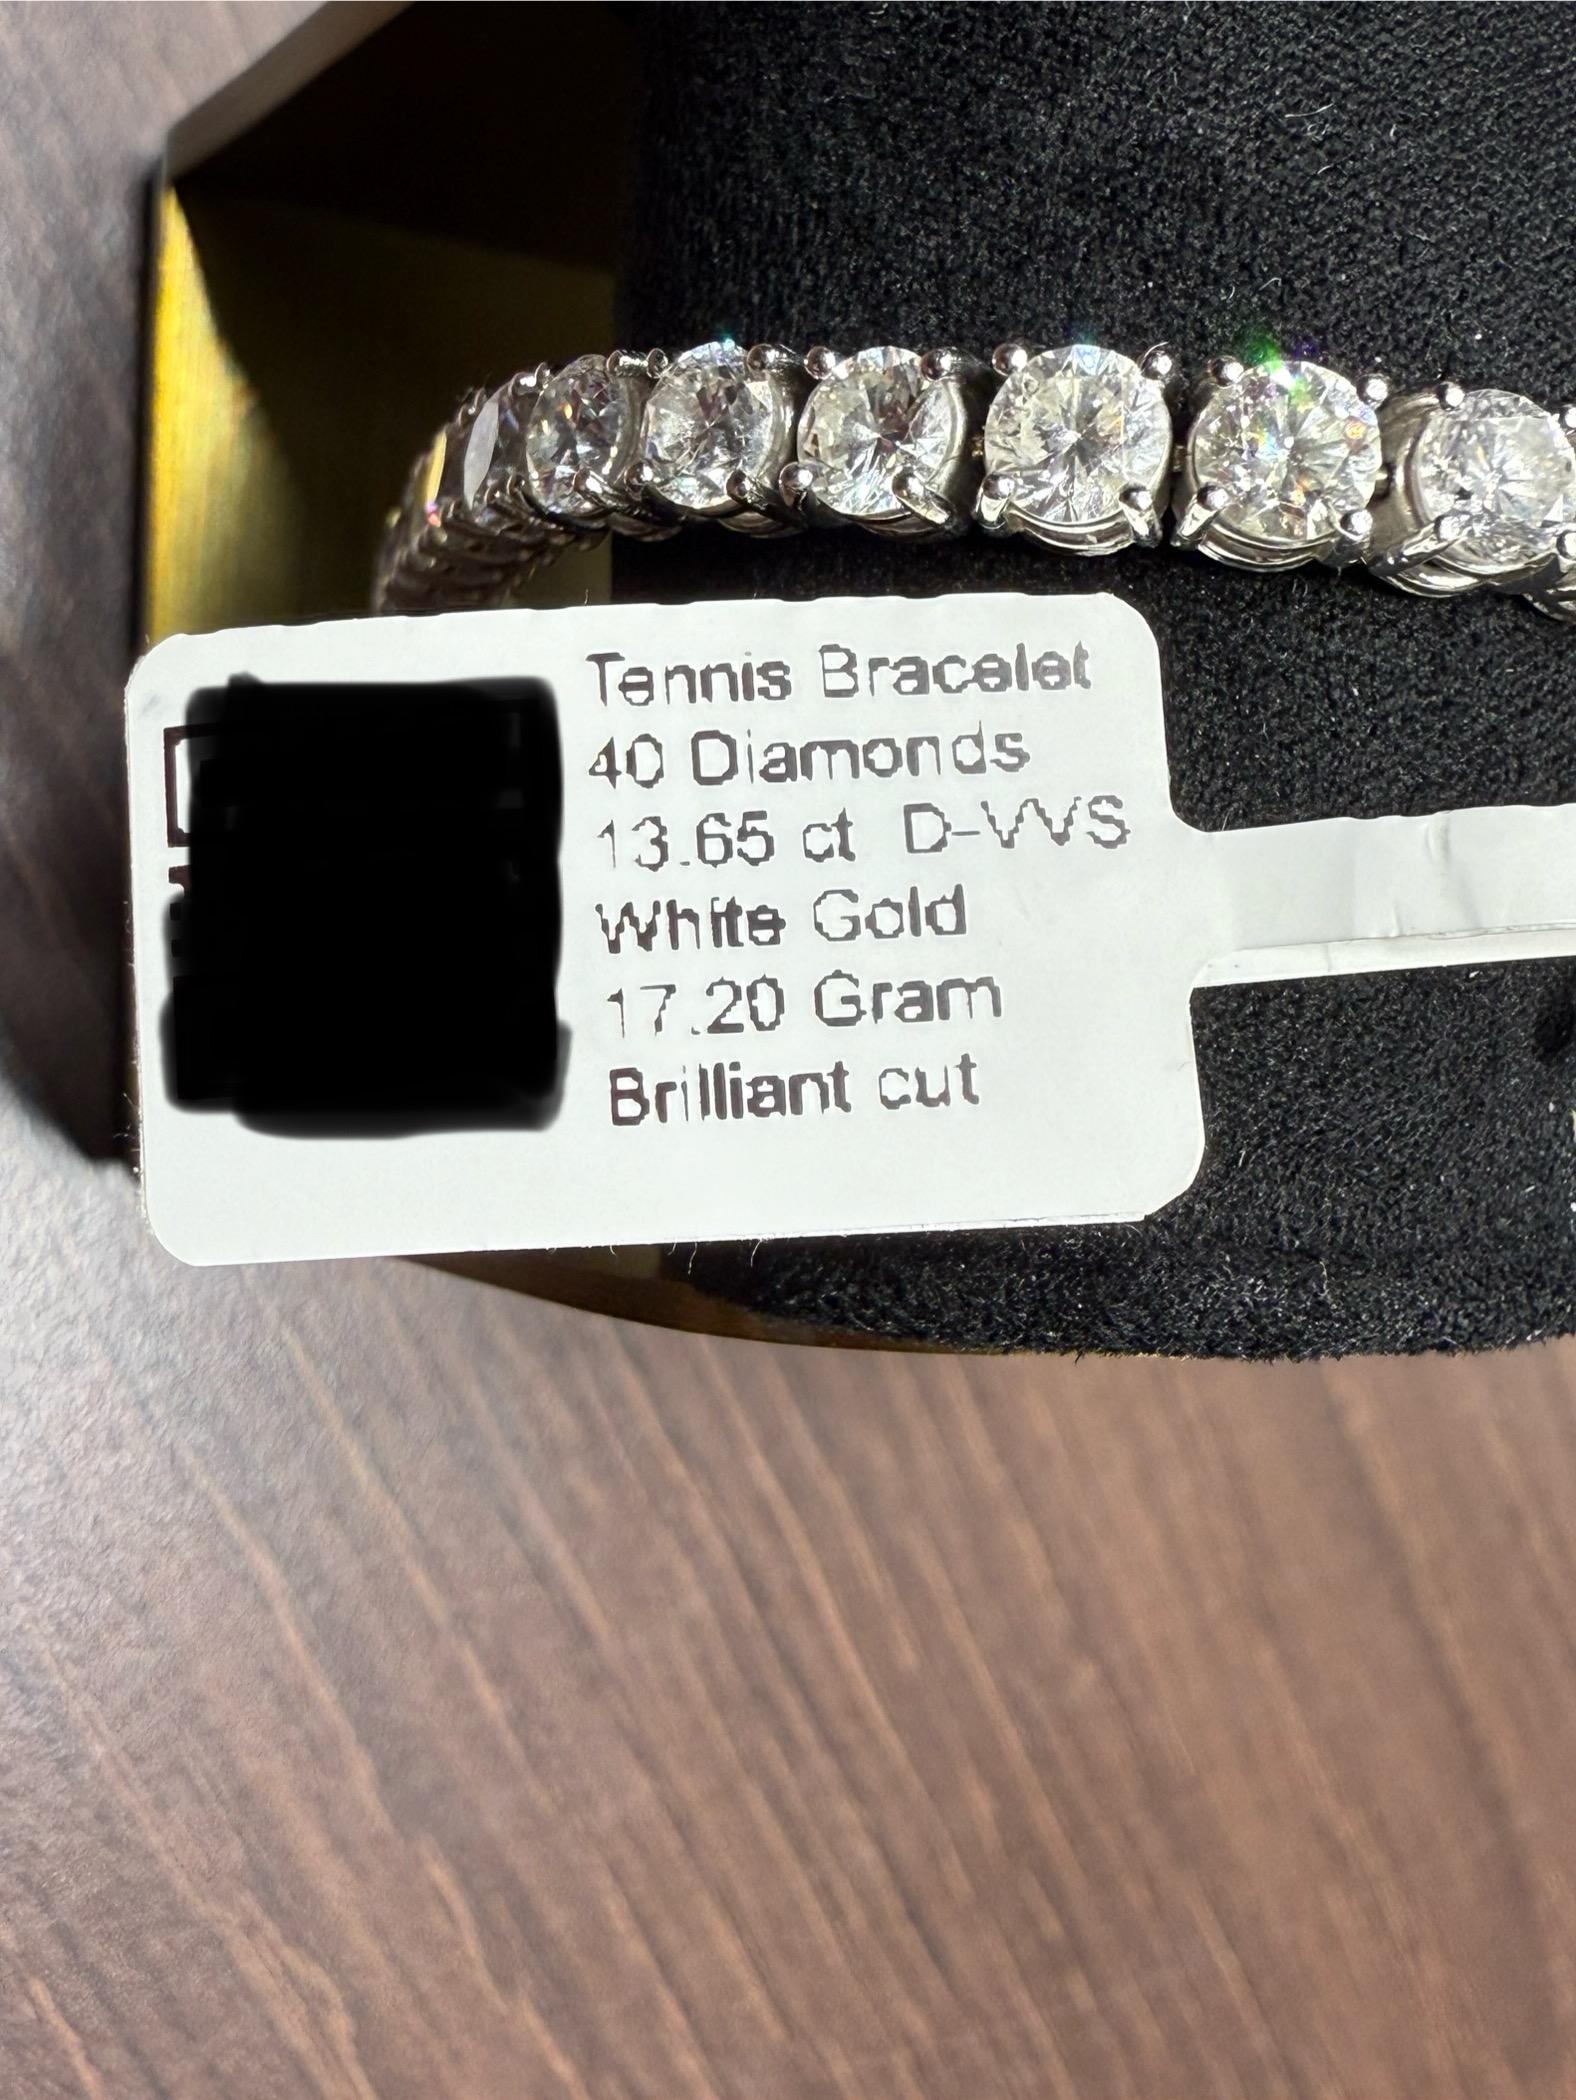 Tennis Bracelet
40 Diamonds
13.65 ct D-VVS
White Gold
17.20 Gram
Brilliant cut